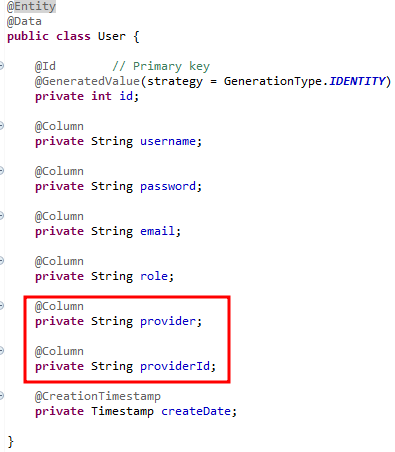 @Entity
@Data
public class User {
@Id // Primary key
@GeneratedValue(strategy = GenerationType.IDENTITY)
private int id;
@Column
private String username;
@Column
private String password;
@Column
private String email;
@Column
private String role;
@Column
private String provider;
@Column
private String providerId;
@CreationTimestamp
private Timestamp createDate;
}